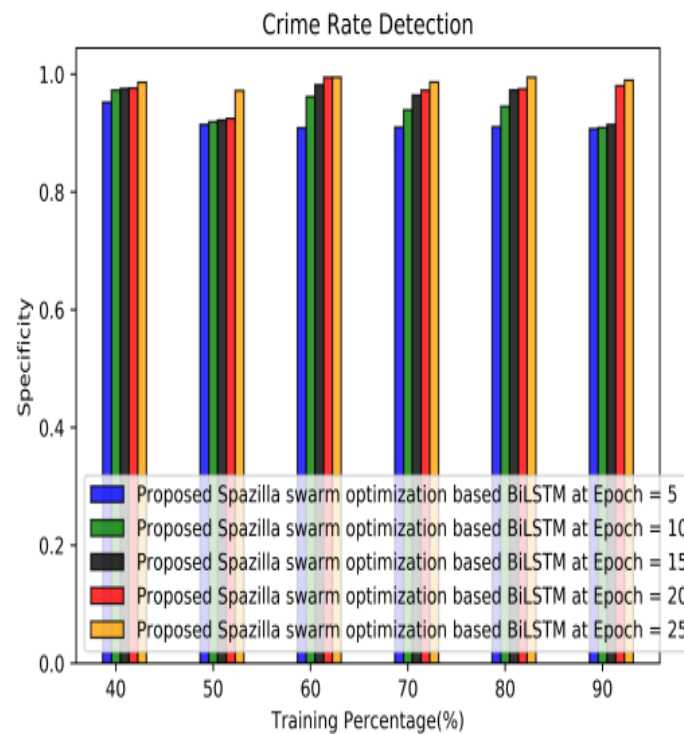 Crime Rate Detection
1.0
0.8
0.6
0.4
0.2
0.0
Specificity
Proposed Spazilla swarm optimization based BiLSTM at Epoch = 5
Proposed Spazilla swarm optimization based BiLSTM at Epoch = 10
Proposed Spazilla swarm optimization based BiLSTM at Epoch = 15
Proposed Spazilla swarm optimization based BiLSTM at Epoch = 20
Proposed Spazilla swarm optimization based BiLSTM at Epoch = 25
40 50 60 70 80 90
Training Percentage(%)